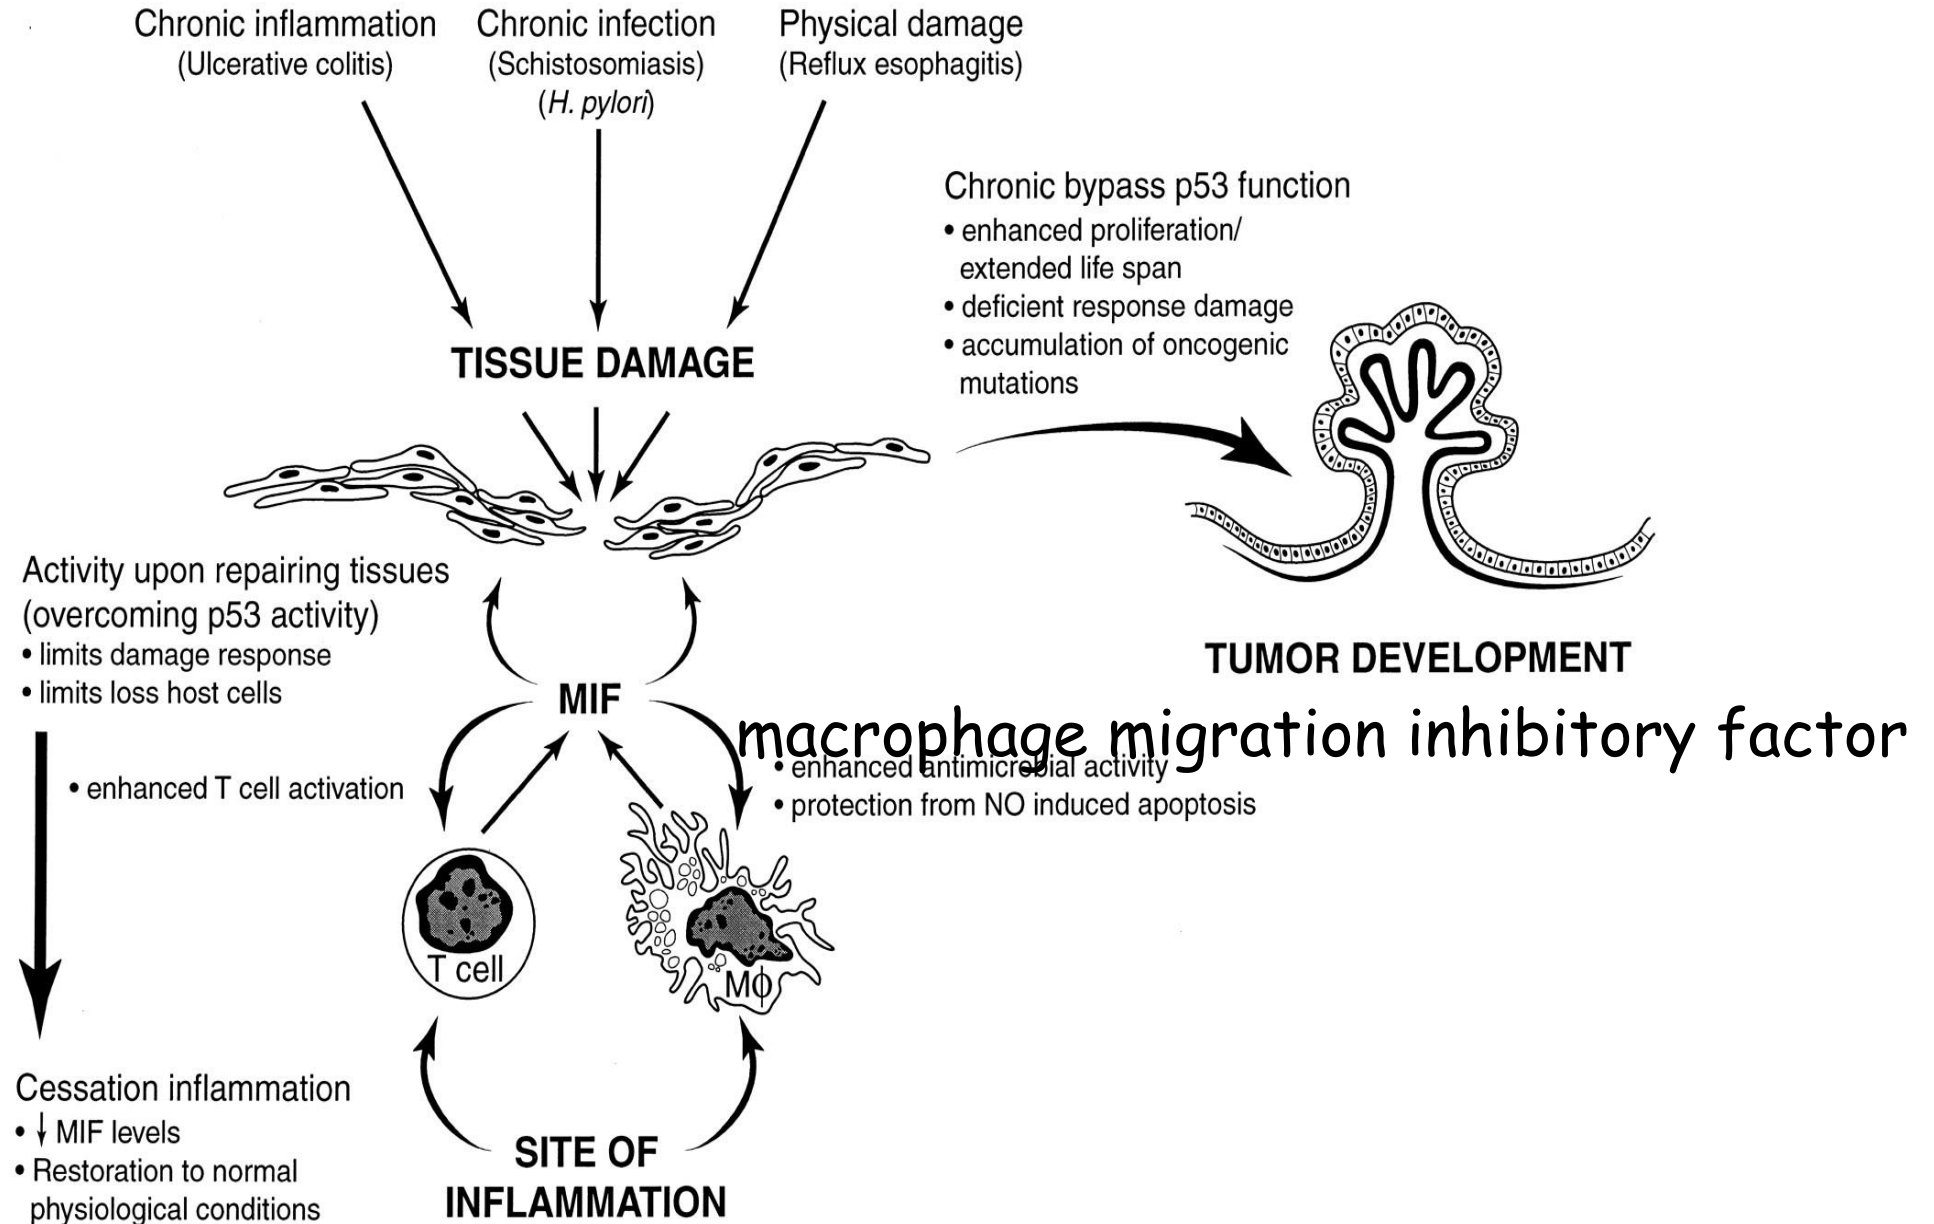 Chronic inflammation
(Ulcerative colitis)
Chronic infection
(Schistosomiasis)
(H. pylori)
Physical damage
(Reflux esophagitis)
TISSUE DAMAGE
Chronic bypass p53 function
• enhanced proliferation/
extended life span
• deficient response damage
• accumulation of oncogenic
mutations
TUMOR DEVELOPMENT
Activity upon repairing tissues
(overcoming p53 activity)
• limits damage response
• limits loss host cells
MIF
macrophage migration inhibitory factor
• enhanced T cell activation
• enhanced antimicrobial activity
• protection from NO induced apoptosis
T cell
Mϕ
Cessation inflammation
• ↓ MIF levels
• Restoration to normal
physiological conditions
SITE OF
INFLAMMATION